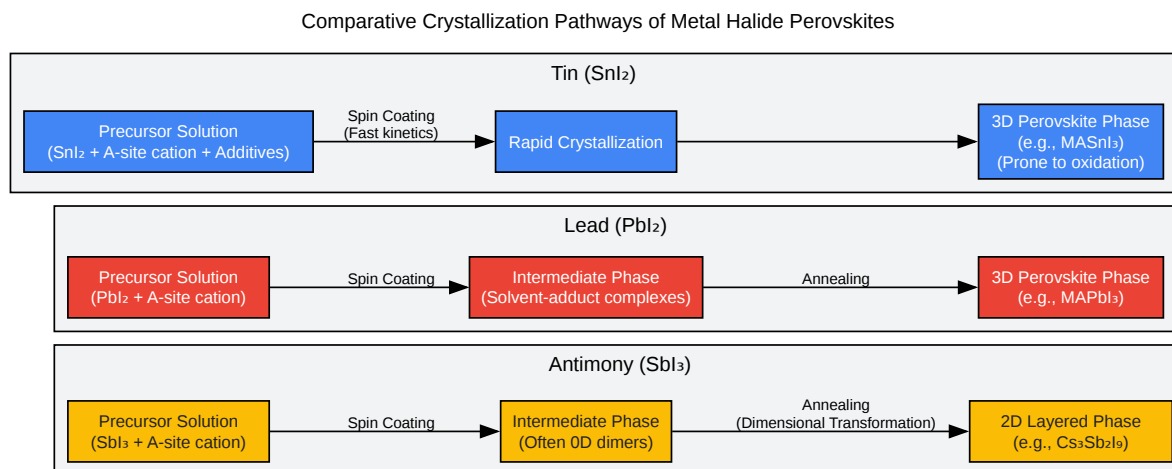 Comparative Crystallization Pathways of Metal Halide Perovskites
Tin (SnI₂)
Precursor Solution
(SnI₂ + A-site cation + Additives)
Spin Coating
(Fast kinetics)
Rapid Crystallization
3D Perovskite Phase
(e.g., MASnI₃)
(Prone to oxidation)
Lead (PbI₂)
Precursor Solution
(PbI₂ + A-site cation)
Spin Coating
Intermediate Phase
(Solvent-adduct complexes)
Annealing
3D Perovskite Phase
(e.g., MAPbI₃)
Antimony (SbI₃)
Precursor Solution
(SbI₃ + A-site cation)
Spin Coating
Intermediate Phase
(Often 0D dimers)
Annealing
(Dimensional Transformation)
2D Layered Phase
(e.g., Cs₃Sb₂I₉)